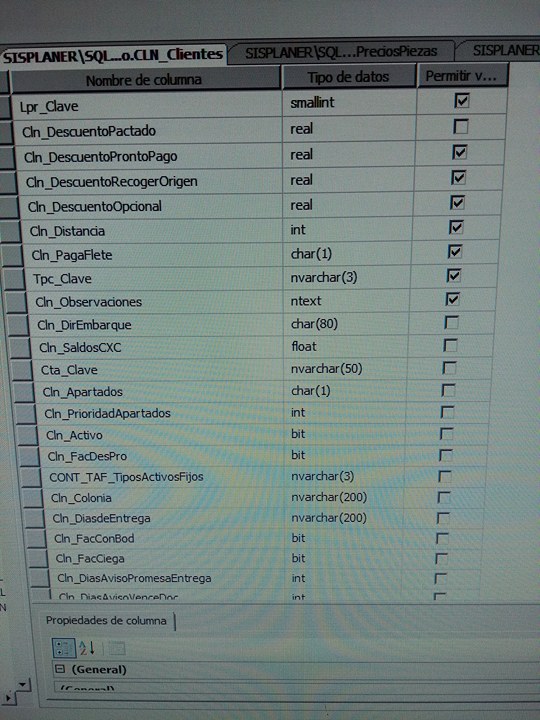 SISPLANER\SQL...o.CLN_Clientes SISPLANER\SQL...PreciosPiezas SISPLANER
Nombre de columna Tipo de datos Permitir v...
Lpr_Clave smallint
Cln_DescuentoPactado real
Cln_DescuentoProntoPago real
Cln_DescuentoRecogerOrigen real
Cln_DescuentoOpcional real
Cln_Distancia int
Cln_PagaFlete char(1)
Tpc_Clave nvarchar(3)
Cln_Observaciones ntext
Cln_DirEmbarque char(80)
Cln_SaldosCXC float
Cta_Clave nvarchar(50)
Cln_Apartados char(1)
Cln_PrioridadApartados int
Cln_Activo bit
Cln_FacDesPro bit
CONT_TAF_TiposActivosFijos nvarchar(3)
Cln_Colonia nvarchar(200)
Cln_DiasdeEntrega nvarchar(200)
Cln_FacConBod bit
Cln_FacCiega bit
Cln_DiasAvisoPromesaEntrega int
Cln_DiasAvisoVenceDoc int
L
N
Propiedades de columna
(General)
(General)